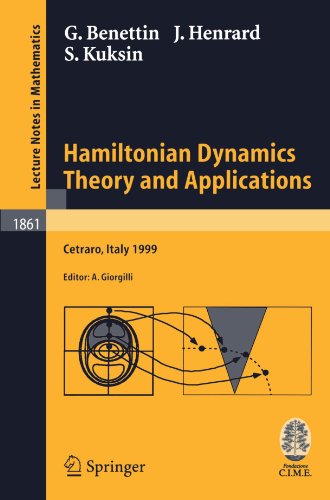 Lecture Notes in Mathematics
1861
G. Benettin J. Henrard
S. Kuksin
Hamiltonian Dynamics
Theory and Applications
Cetraro, Italy 1999
Editor: A. Giorgilli
Springer
Fondazione
C.I.M.E.